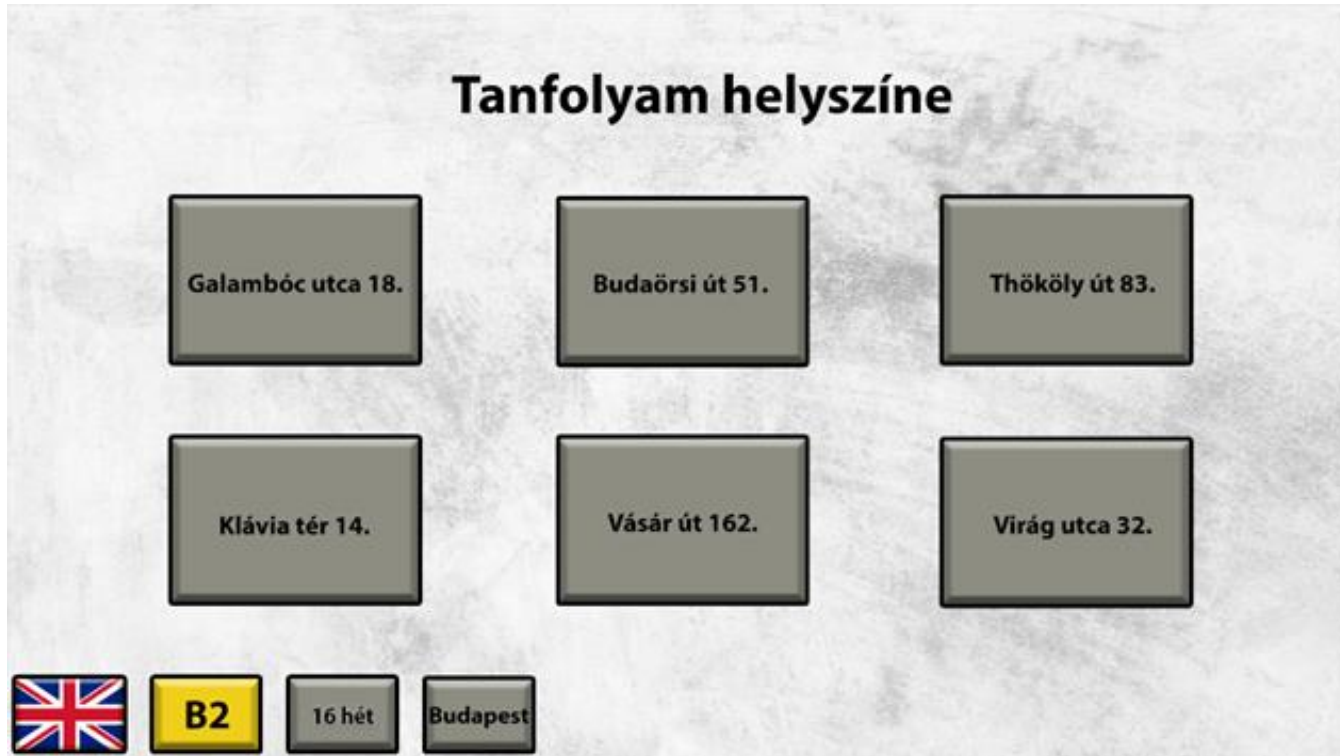 Tanfolyam helyszíne
Galambóc utca 18.
Budaörsi út 51.
Thököly út 83.
Klávia tér 14.
Vásár út 162.
Virág utca 32.
B2
16 hét
Budapest